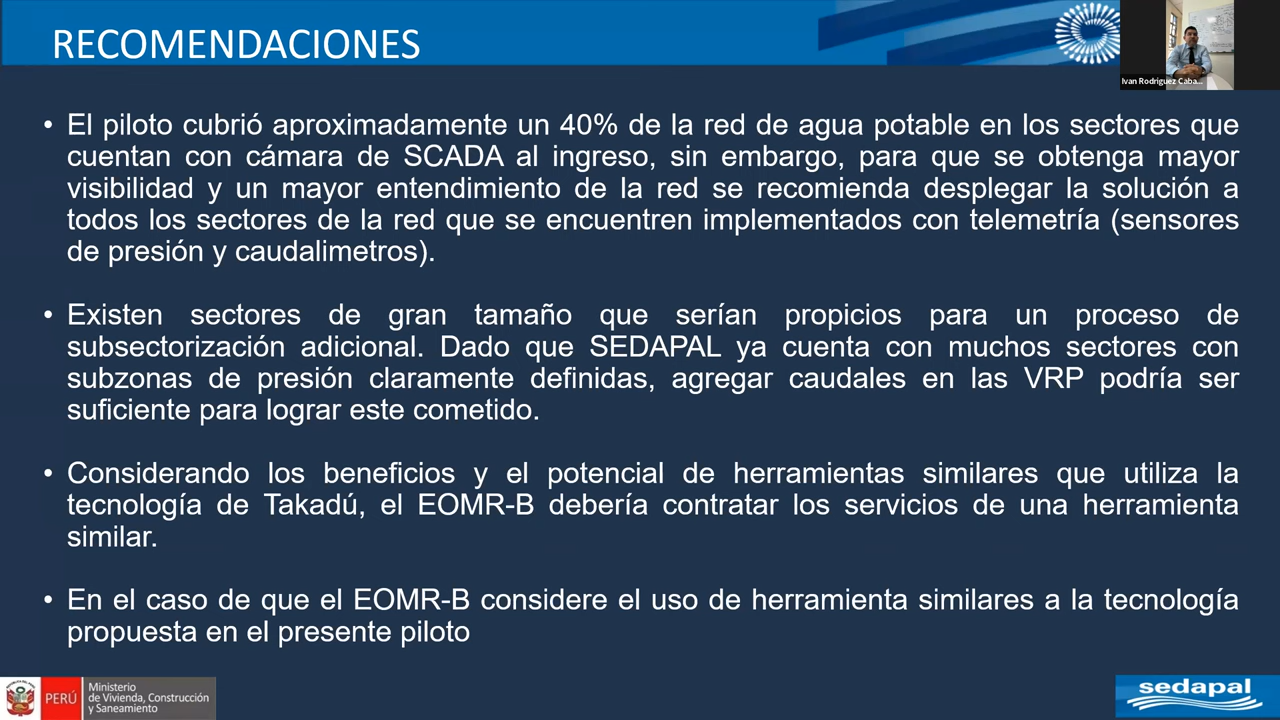 RECOMENDACIONES
Ivan Rodriguez Caba...
• El piloto cubrió aproximadamente un 40% de la red de agua potable en los sectores que
cuentan con cámara de SCADA al ingreso, sin embargo, para que se obtenga mayor
visibilidad y un mayor entendimiento de la red se recomienda desplegar la solución a
todos los sectores de la red que se encuentren implementados con telemetría (sensores
de presión y caudalimetros).
• Existen sectores de gran tamaño que serían propicios para un proceso de
subsectorización adicional. Dado que SEDAPAL ya cuenta con muchos sectores con
subzonas de presión claramente definidas, agregar caudales en las VRP podría ser
suficiente para lograr este cometido.
• Considerando los beneficios y el potencial de herramientas similares que utiliza la
tecnología de Takadú, el EOMR-B debería contratar los servicios de una herramienta
similar.
• En el caso de que el EOMR-B considere el uso de herramienta similares a la tecnología
propuesta en el presente piloto
PERÚ
Ministerio
de Vivienda, Construcción
y Saneamiento
sedapal